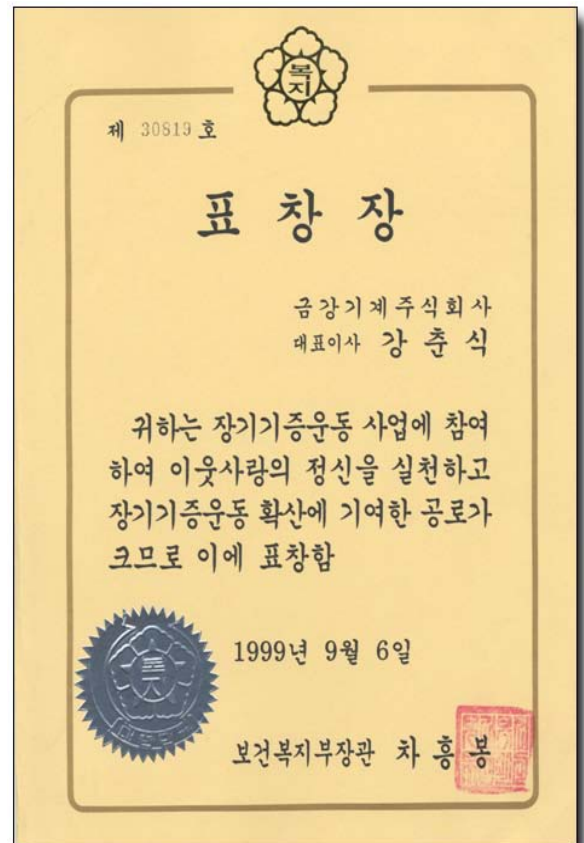 복지
제 30819 호
표 창 장
금강기계주식회사
대표이사 강 춘 식
귀하는 장기기증운동 사업에 참여
하여 이웃사랑의 정신을 실천하고
장기기증운동 확산에 기여한 공로가
크므로 이에 표창함
1999년 9월 6일
보건복지부장관 차 흥 봉